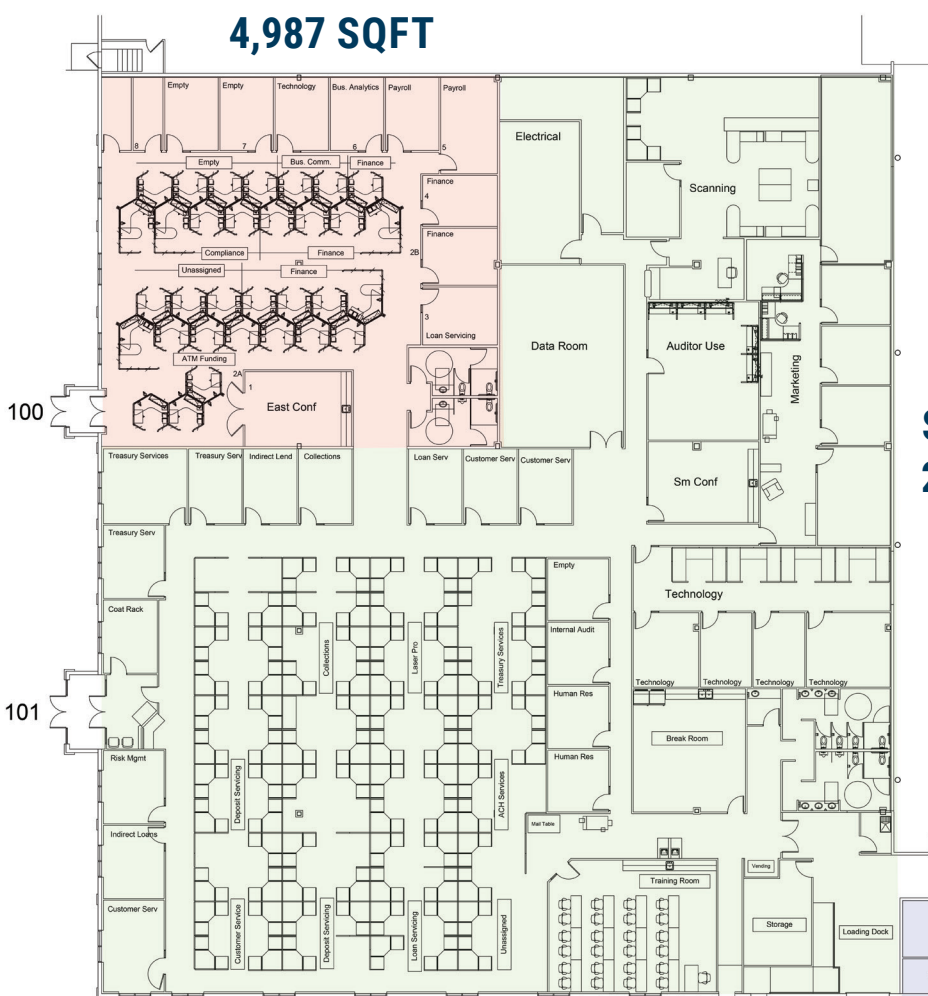 4,987 SQFT
Empty
Empty
Technology
Bus. Analytics
Payroll
Payroll
8
7
6
5
Empty
Bus. Comm.
Finance
Finance
4
Finance
2B
Compliance
Finance
Unassigned
Finance
3
Loan Servicing
ATM Funding
2A
1
East Conf
100
Electrical
Scanning
Data Room
Auditor Use
Marketing
Sm Conf
S
2
Treasury Services
Treasury Serv
Indirect Lend
Collections
Loan Serv
Customer Serv
Customer Serv
Treasury Serv
Coat Rack
101
Risk Mgmt
Indirect Loans
Customer Serv
Collections
Laser Pro
Treasury Services
Deposit Servicing
ACH Services
Customer Service
Deposit Servicing
Loan Servicing
Unassigned
Empty
Internal Audit
Human Res
Human Res
Technology
Technology
Technology
Technology
Technology
Break Room
Mail Table
Training Room
Vending
Storage
Loading Dock